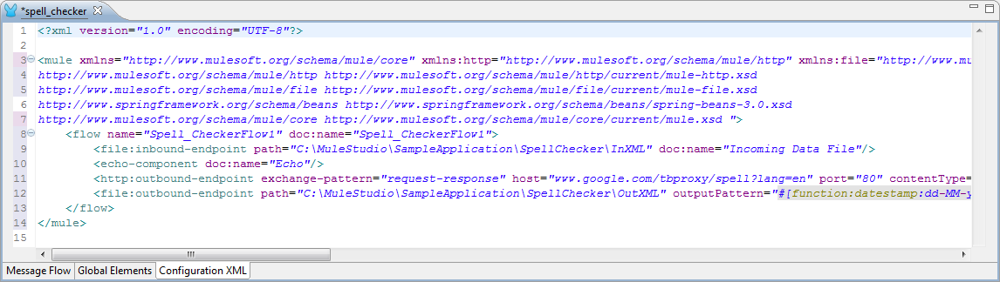 *spell_checker
1 <?xml version="1.0" encoding="UTF-8"?>
2
3 <mule xmlns="http://www.mulesoft.org/schema/mule/core" xmlns:http="http://www.mulesoft.org/schema/mule/http" xmlns:file="http://www.mu
4 http://www.mulesoft.org/schema/mule/http http://www.mulesoft.org/schema/mule/http/current/mule-http.xsd
5 http://www.mulesoft.org/schema/mule/file http://www.mulesoft.org/schema/mule/file/current/mule-file.xsd
6 http://www.springframework.org/schema/beans http://www.springframework.org/schema/beans/spring-beans-3.0.xsd
7 http://www.mulesoft.org/schema/mule/core http://www.mulesoft.org/schema/mule/core/current/mule.xsd ">
8 <flow name="Spell_CheckerFlow1" doc:name="Spell_CheckerFlow1">
9 <file:inbound-endpoint path="C:\MuleStudio\SampleApplication\SpellChecker\InXML" doc:name="Incoming Data File"/>
10 <echo-component doc:name="Echo"/>
11 <http:outbound-endpoint exchange-pattern="request-response" host="www.google.com/tbproxy/spell?lang=en" port="80" contentType=
12 <file:outbound-endpoint path="C:\MuleStudio\SampleApplication\SpellChecker\OutXML" outputPattern="#[function:datestamp:dd-MM-y
13 </flow>
14 </mule>
15
Message Flow Global Elements Configuration XML